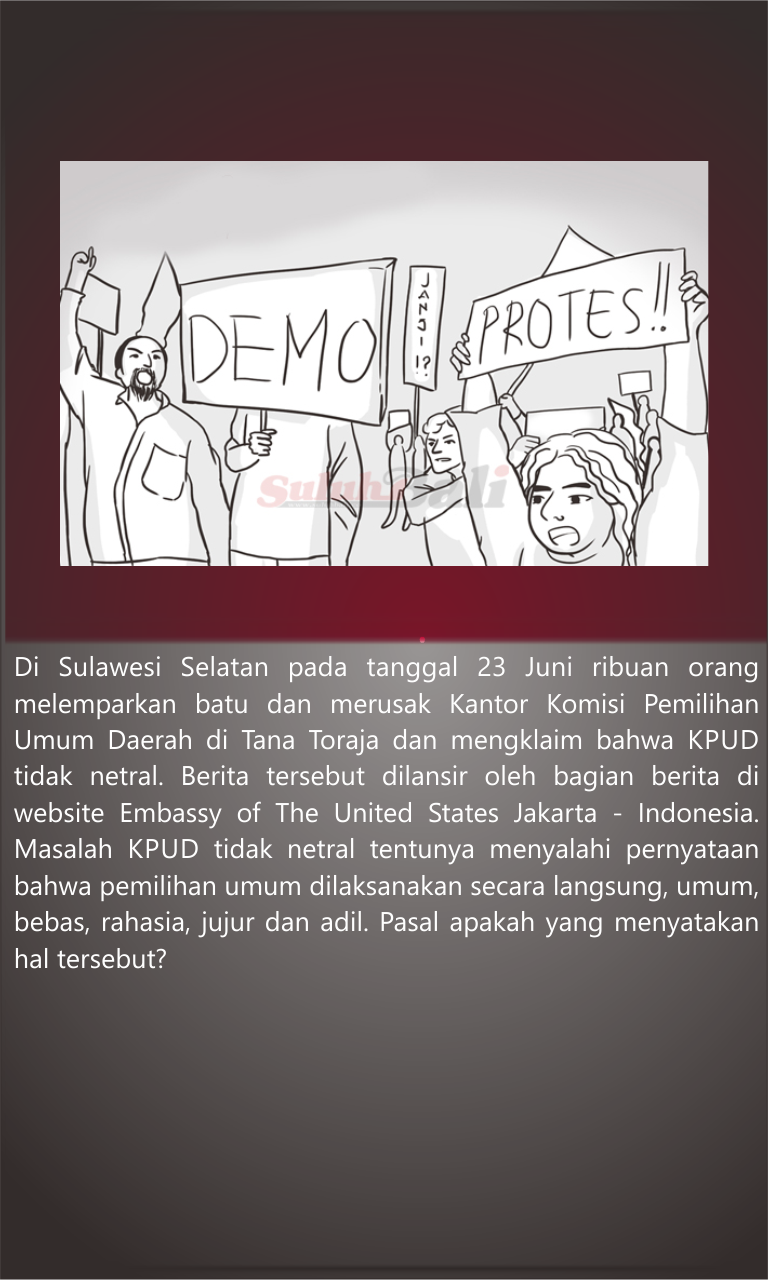 DEMO
JANJI!?
PROTES!!
SuluhBali
Di Sulawesi Selatan pada tanggal 23 Juni ribuan orang
melemparkan batu dan merusak Kantor Komisi Pemilihan
Umum Daerah di Tana Toraja dan mengklaim bahwa KPUD
tidak netral. Berita tersebut dilansir oleh bagian berita di
website Embassy of The United States Jakarta - Indonesia.
Masalah KPUD tidak netral tentunya menyalahi pernyataan
bahwa pemilihan umum dilaksanakan secara langsung, umum,
bebas, rahasia, jujur dan adil. Pasal apakah yang menyatakan
hal tersebut?